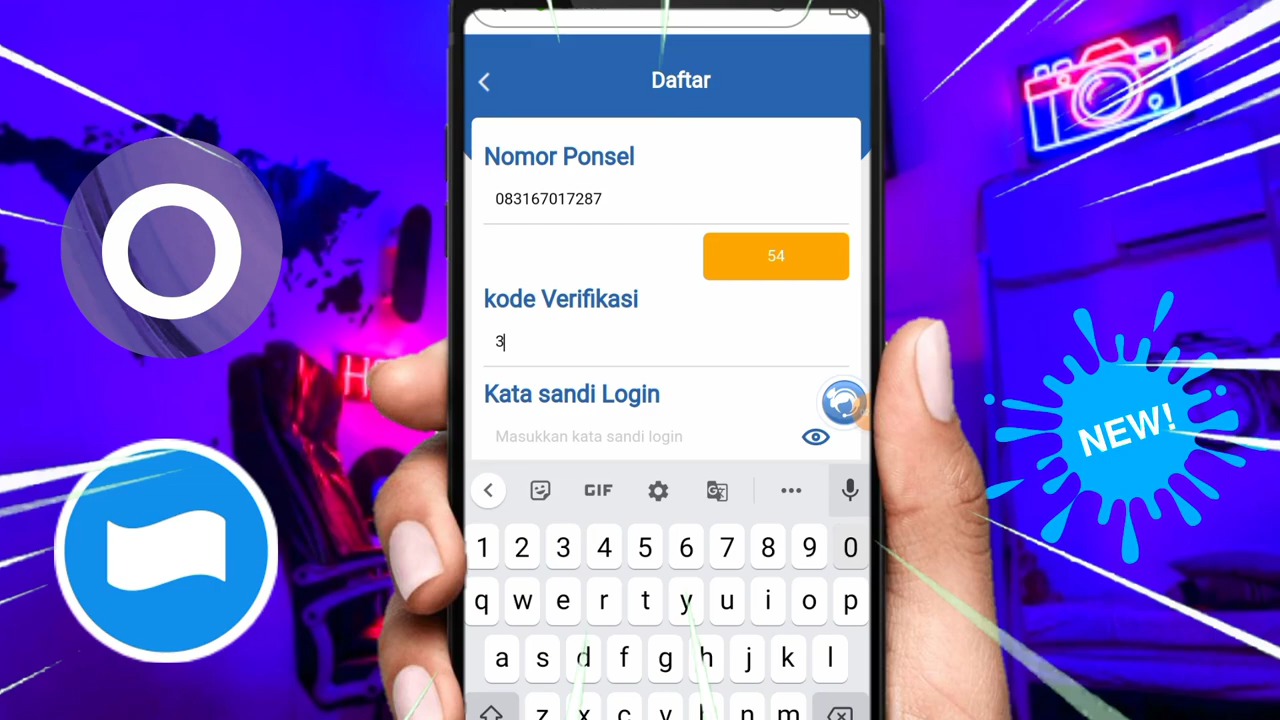 Daftar
Nomor Ponsel
083167017287
54
kode Verifikasi
3
Kata sandi Login
Masukkan kata sandi login
NEW!
GIF
1 2 3 4 5 6 7 8 9 0
q w e r t y u i o p
a s d f g h j k l
z x c v b n m